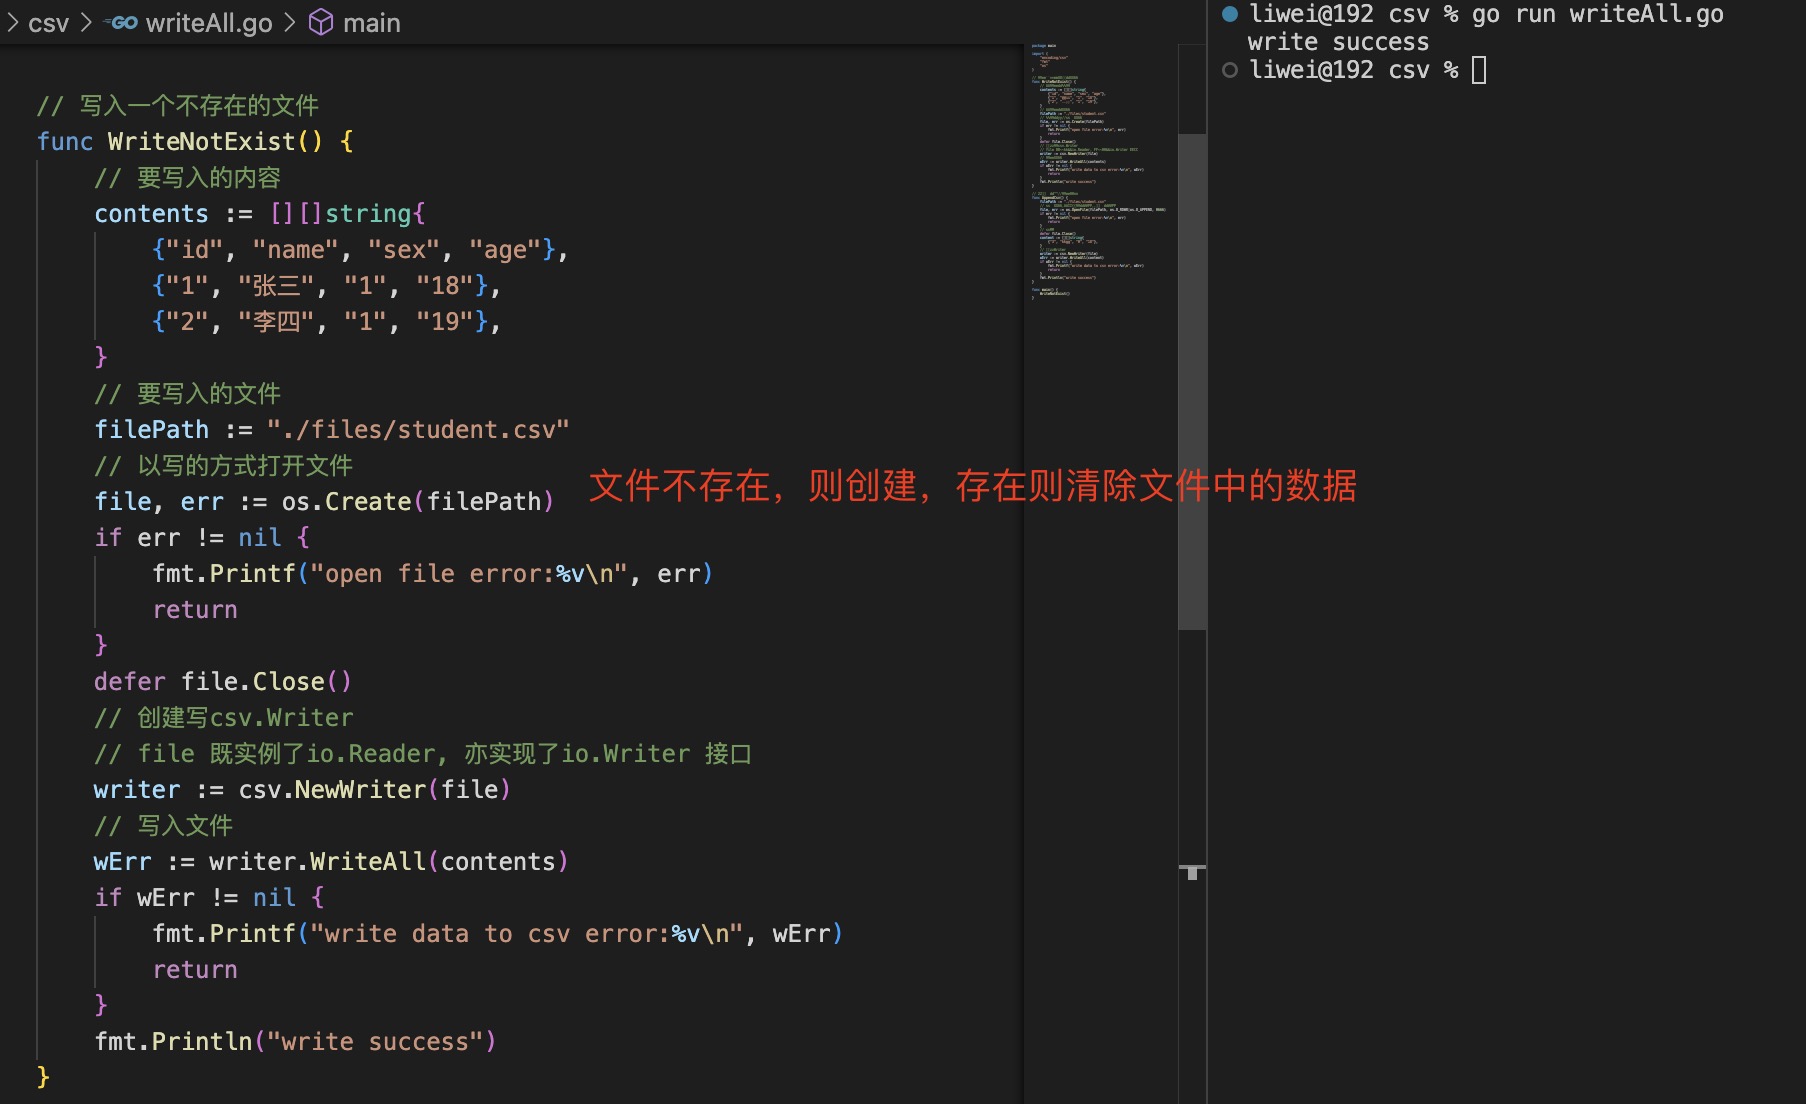 csv > GO writeAll.go > main
// 写入一个不存在的文件
func WriteNotExist() {
// 要写入的内容
contents := [][]string{
{"id", "name", "sex", "age"},
{"1", "张三", "1", "18"},
{"2", "李四", "1", "19"},
}
// 要写入的文件
filePath := "./files/student.csv"
// 以写的方式打开文件
file, err := os.Create(filePath)
文件不存在，则创建，存在则清除文件中的数据
if err != nil {
fmt.Printf("open file error:%v\n", err)
return
}
defer file.Close()
// 创建写csv.Writer
// file 既实例了io.Reader, 亦实现了io.Writer 接口
writer := csv.NewWriter(file)
// 写入文件
wErr := writer.WriteAll(contents)
if wErr != nil {
fmt.Printf("write data to csv error:%v\n", wErr)
return
}
fmt.Println("write success")
}
liwei@192 csv % go run writeAll.go
write success
liwei@192 csv %